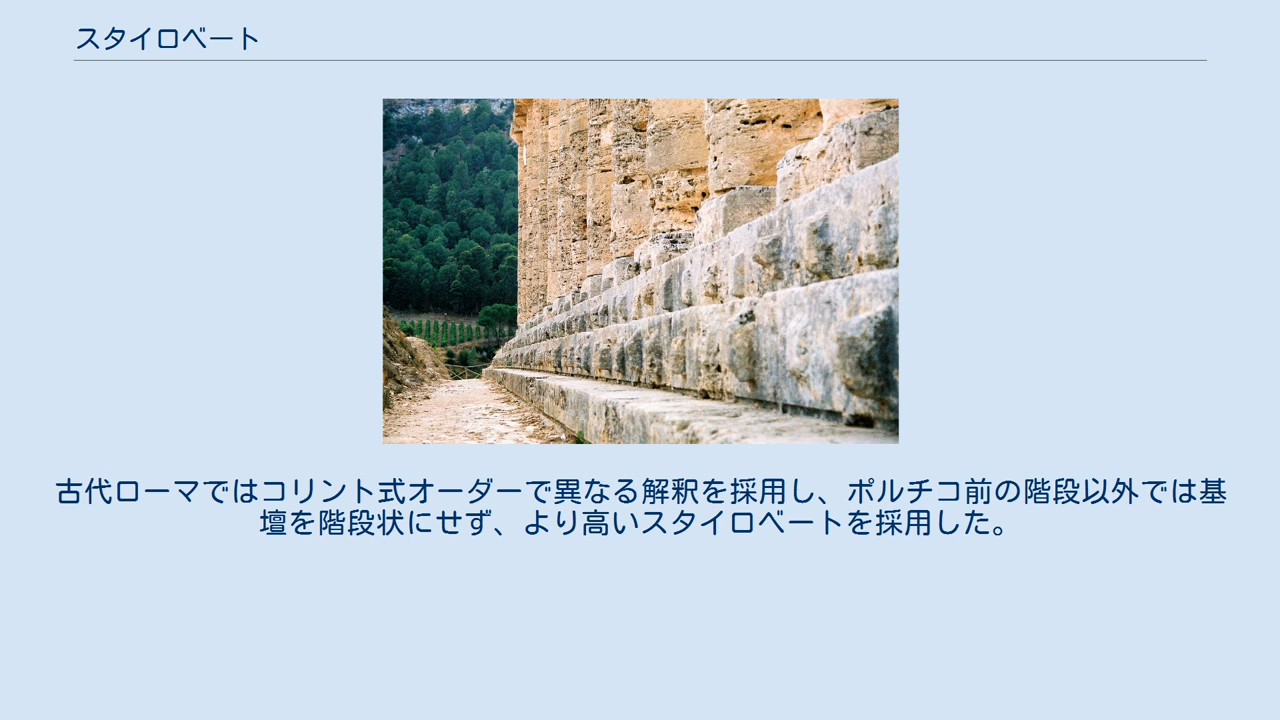 スタイロベート
古代ローマではコリント式オーダーで異なる解釈を採用し、ポルチコ前の階段以外では基
壇を階段状にせず、より高いスタイロベートを採用した。